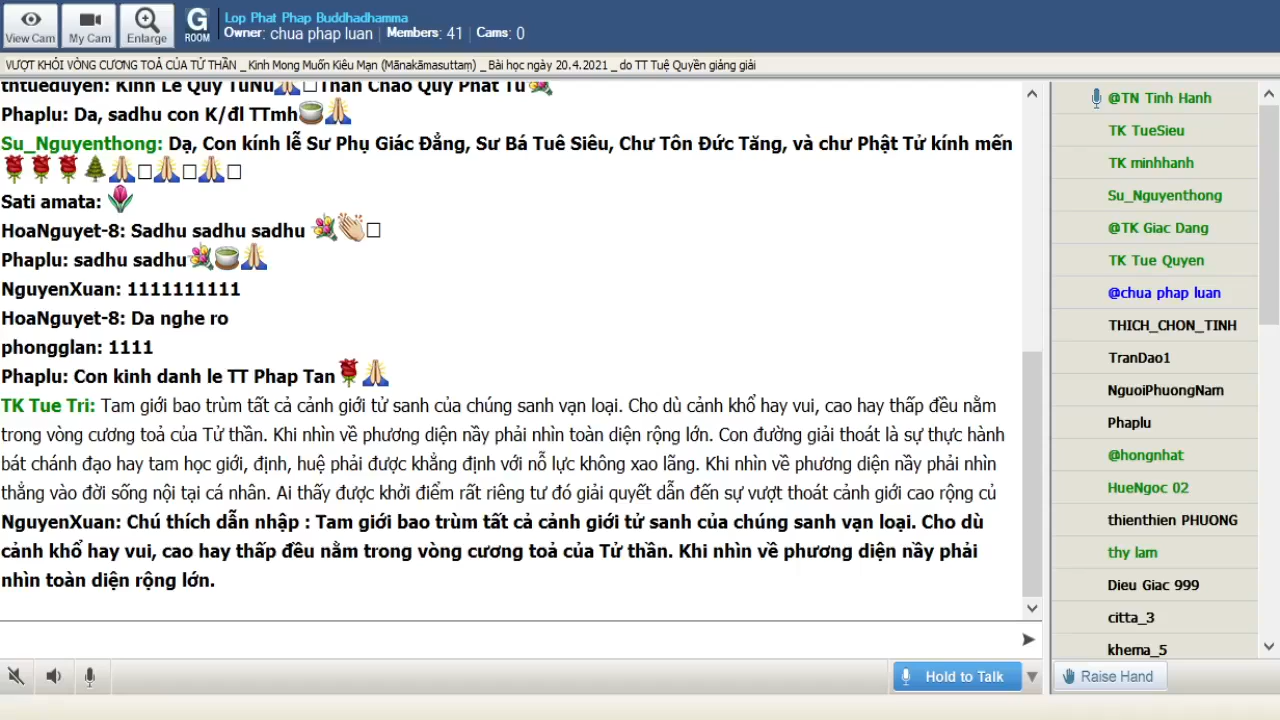 View Cam
My Cam
Enlarge
G
ROOM
Lop Phat Phap Buddhadhamma
Owner: chua phap luan Members: 41 Cams: 0
VƯỢT KHỎI VÒNG CƯƠNG TOẢ CỦA TỬ THẦN _ Kinh Mong Muốn Kiêu Mạn (Mānakāmasuttaṃ) _ Bài học ngày 20.4.2021 _ do TT Tuệ Quyền giảng giải
thtueduyen: Kinh Le Quy TuNu🙏 Than Chao Quy Phat Tu💐
Phaplu: Da, sadhu con K/đl TTmh🍵🙏
Su_Nguyenthong: Dạ, Con kính lễ Sư Phụ Giác Đẳng, Sư Bá Tuê Siêu, Chư Tôn Đức Tăng, và chư Phật Tử kính mến
🌹🌹🌹🌲🙏🙏🙏
Sati amata: 🌷
HoaNguyet-8: Sadhu sadhu sadhu 💐👏
Phaplu: sadhu sadhu💐🍵🙏
NguyenXuan: 1111111111
HoaNguyet-8: Da nghe ro
phongglan: 1111
Phaplu: Con kinh danh le TT Phap Tan🌹🙏
TK Tue Tri: Tam giới bao trùm tất cả cảnh giới tử sanh của chúng sanh vạn loại. Cho dù cảnh khổ hay vui, cao hay thấp đều nằm
trong vòng cương toả của Tử thần. Khi nhìn về phương diện nầy phải nhìn toàn diện rộng lớn. Con đường giải thoát là sự thực hành
bát chánh đạo hay tam học giới, định, huệ phải được khẳng định với nỗ lực không xao lãng. Khi nhìn về phương diện nầy phải nhìn
thẳng vào đời sống nội tại cá nhân. Ai thấy được khởi điểm rất riêng tư đó giải quyết dẫn đến sự vượt thoát cảnh giới cao rộng củ
NguyenXuan: Chú thích dẫn nhập : Tam giới bao trùm tất cả cảnh giới tử sanh của chúng sanh vạn loại. Cho dù
cảnh khổ hay vui, cao hay thấp đều nằm trong vòng cương toả của Tử thần. Khi nhìn về phương diện nầy phải
nhìn toàn diện rộng lớn.
Hold to Talk
@TN Tinh Hanh
TK TueSieu
TK minhhanh
Su_Nguyenthong
@TK Giac Dang
TK Tue Quyen
@chua phap luan
THICH_CHON_TINH
TranDao1
NguoiPhuongNam
Phaplu
@hongnhat
HueNgoc 02
thienthien PHUONG
thy lam
Dieu Giac 999
citta_3
khema_5
Raise Hand